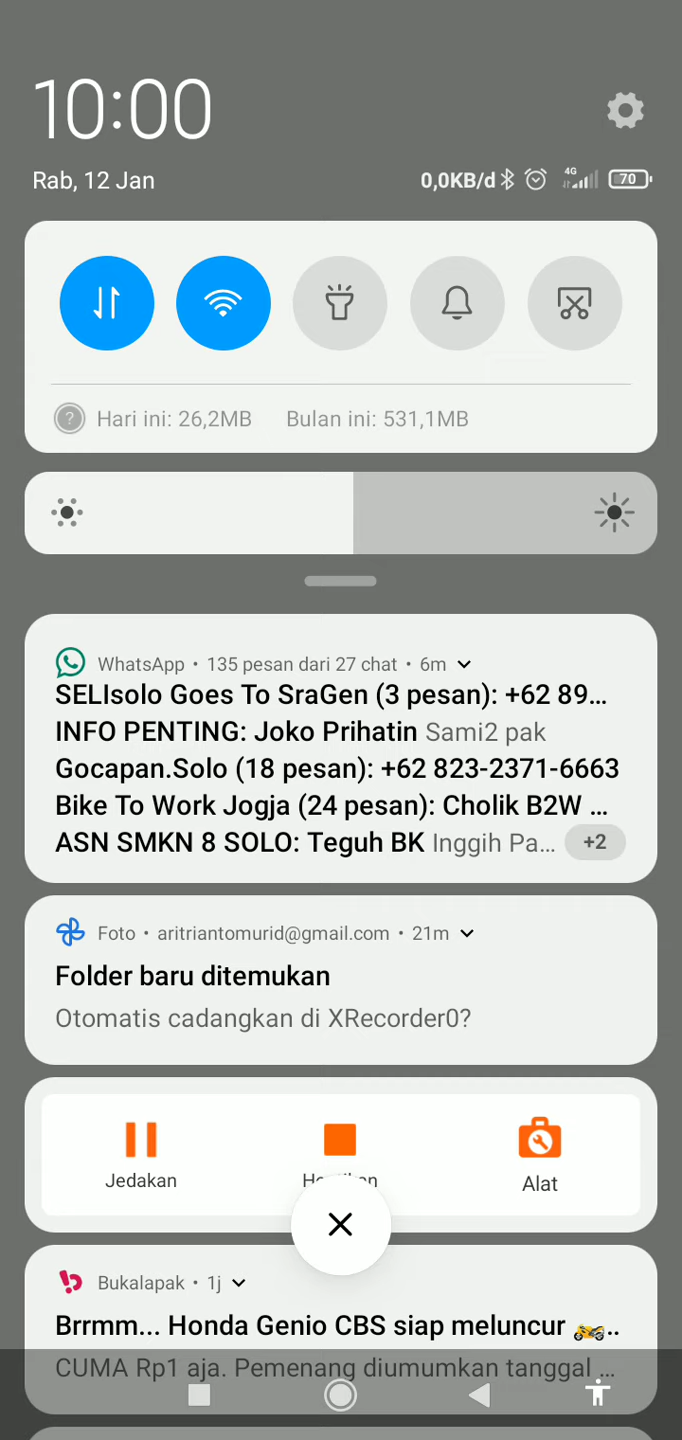 10:00
Rab, 12 Jan
0,0KB/d
4G
70
Hari ini: 26,2MB Bulan ini: 531,1MB
WhatsApp • 135 pesan dari 27 chat • 6m
SELIsolo Goes To SraGen (3 pesan): +62 89...
INFO PENTING: Joko Prihatin Sami2 pak
Gocapan.Solo (18 pesan): +62 823-2371-6663
Bike To Work Jogja (24 pesan): Cholik B2W ...
ASN SMKN 8 SOLO: Teguh BK Inggih Pa... +2
Foto • aritriantomurid@gmail.com • 21m
Folder baru ditemukan
Otomatis cadangkan di XRecorder0?
Jedakan
Alat
Bukalapak • 1j
Brrmm... Honda Genio CBS siap meluncur 🏍️..
CUMA Rp1 aja. Pemenang diumumkan tanggal ...